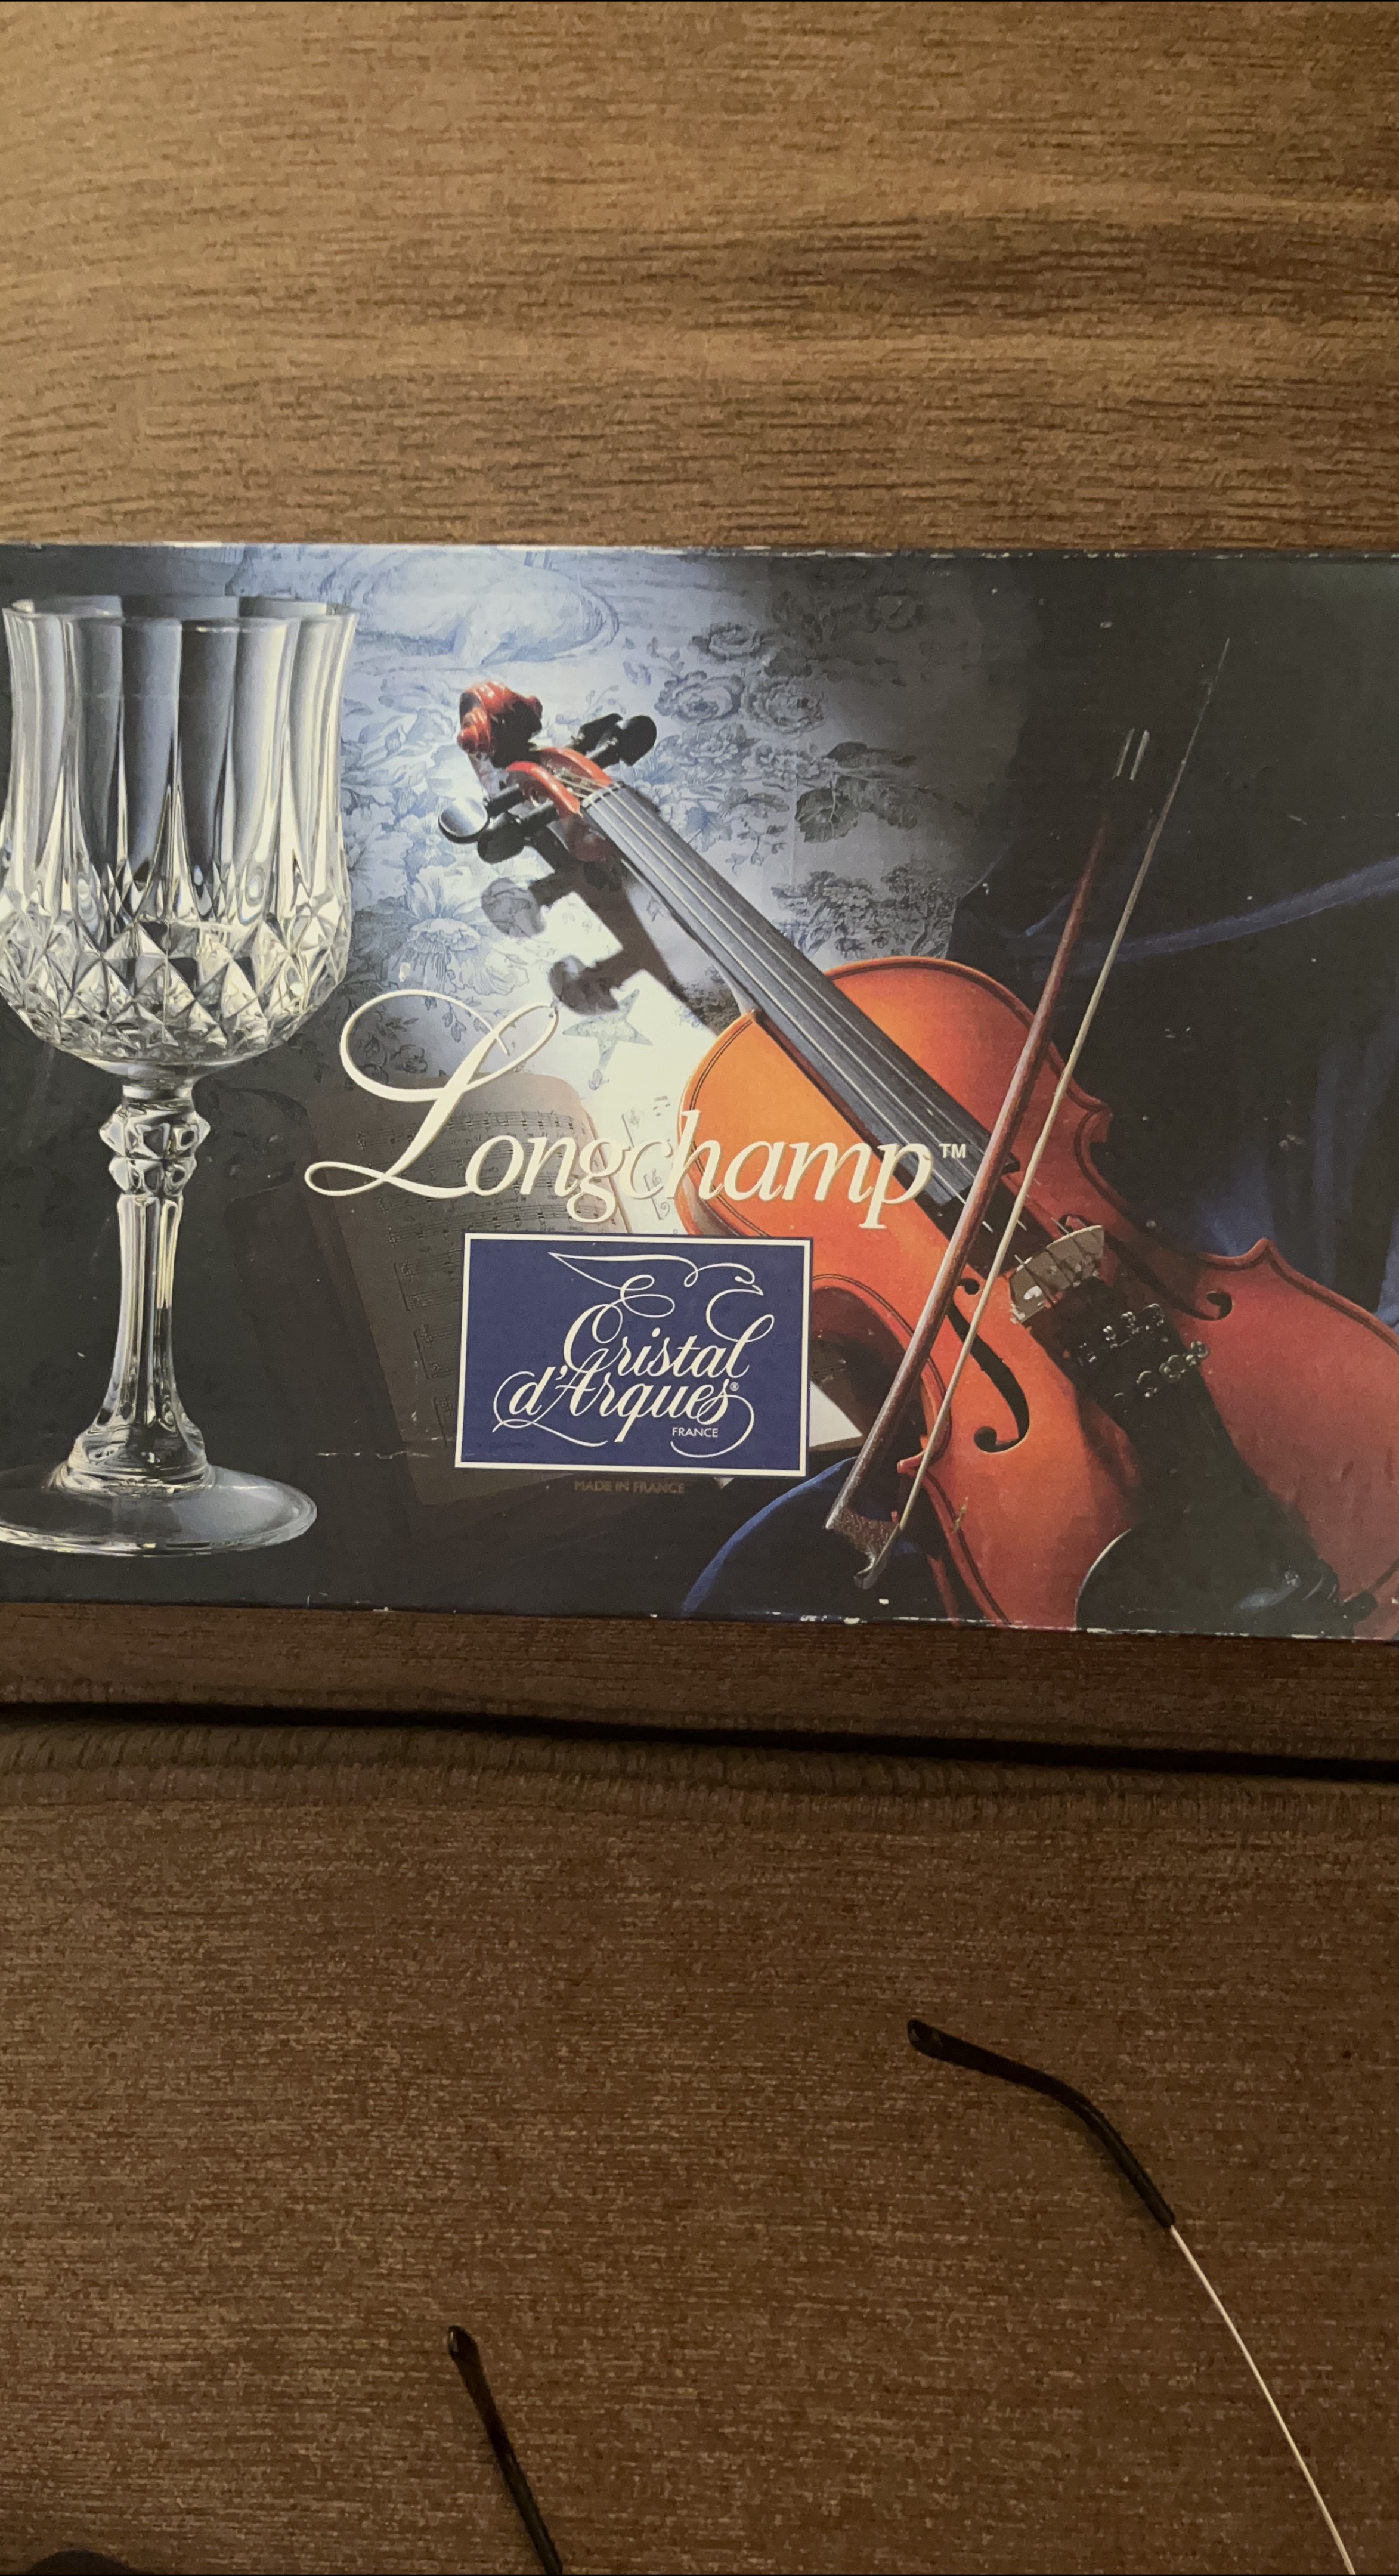 Longchamp™
Cristal
d'Arques®
FRANCE
MADE IN FRANCE